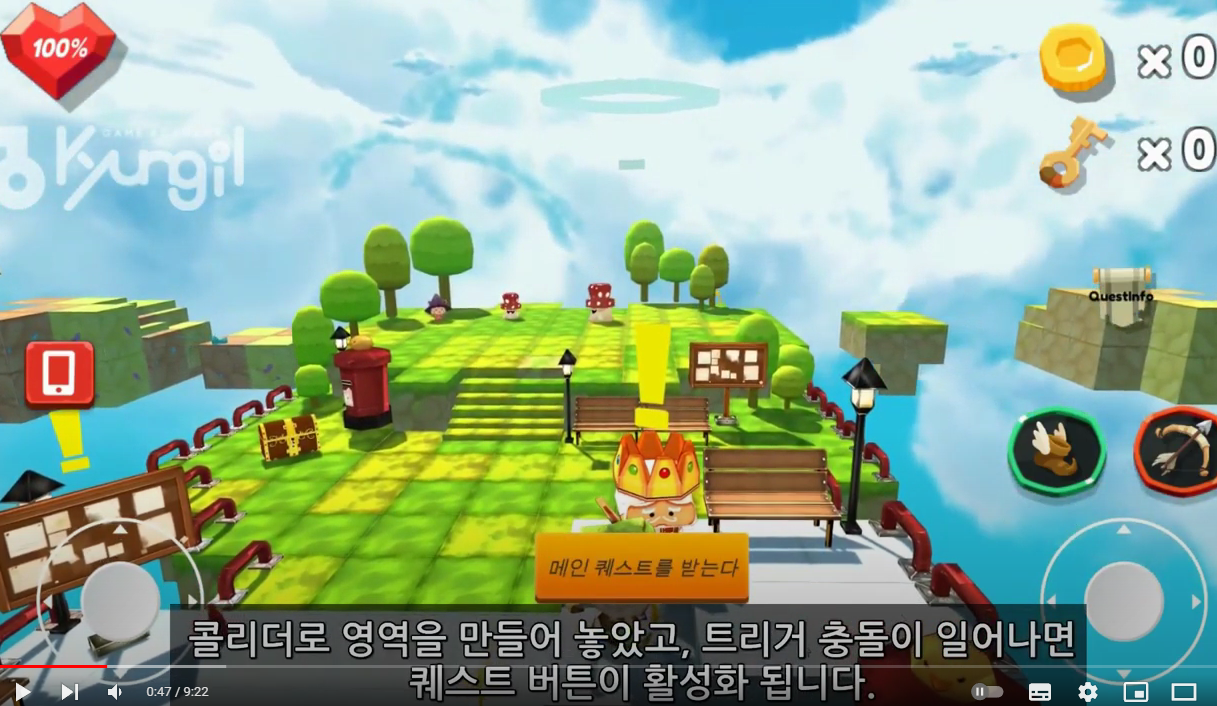 100%
x 0
GAME ACADEMY
Kyungil
x 0
QuestInfo
메인 퀘스트를 받는다
콜리더로 영역을 만들어 놓았고, 트리거 충돌이 일어나면
퀘스트 버튼이 활성화 됩니다.
0:47 / 9:22